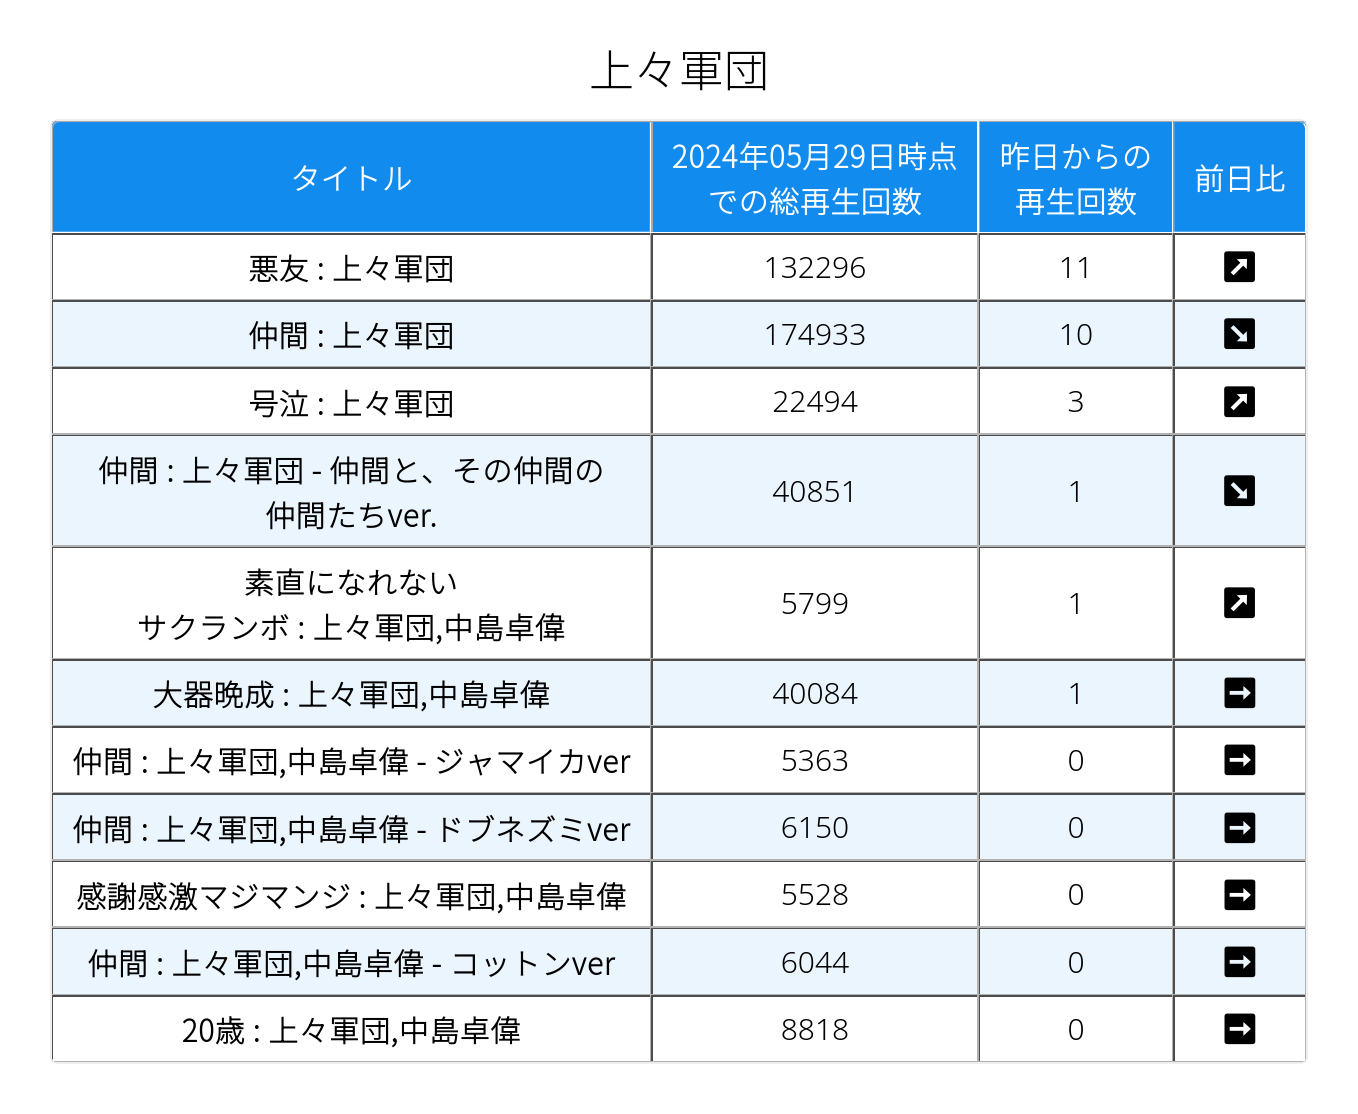 上々軍団
タイトル
2024年05月29日時点
での総再生回数
昨日からの
再生回数
前日比
悪友 : 上々軍団
132296
11
仲間 : 上々軍団
174933
10
号泣 : 上々軍団
22494
3
仲間 : 上々軍団 - 仲間と、その仲間の
仲間たちver.
40851
1
素直になれない
サクランボ : 上々軍団,中島卓偉
5799
1
大器晩成 : 上々軍団,中島卓偉
40084
1
仲間 : 上々軍団,中島卓偉 - ジャマイカver
5363
0
仲間 : 上々軍団,中島卓偉 - ドブネズミver
6150
0
感謝感激マジマンジ : 上々軍団,中島卓偉
5528
0
仲間 : 上々軍団,中島卓偉 - コットンver
6044
0
20歳 : 上々軍団,中島卓偉
8818
0